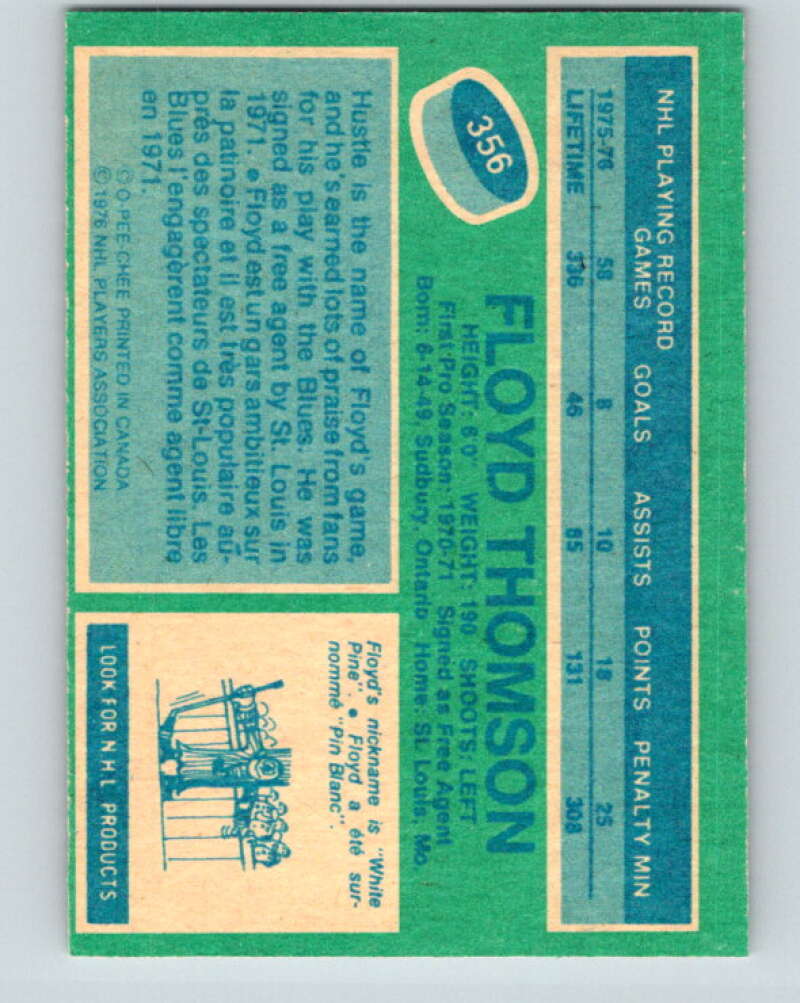 NHL PLAYING RECORD
GAMES GOALS ASSISTS POINTS PENALTY MIN
1975-76 58 8 10 18 25
LIFETIME 336 46 85 131 308
356
FLOYD THOMSON
HEIGHT: 6'0" WEIGHT: 190 SHOOTS: LEFT
First Pro Season: 1970-71 Signed as Free Agent
Born: 6-14-49, Sudbury, Ontario - Home: St. Louis, Mo.
Hustle is the name of Floyd's game,
and he's earned lots of praise from fans
for his play with the Blues. He was
signed as a free agent by St. Louis in
1971. • Floyd est un gars ambitieux sur
la patinoire et il est très populaire au-
près des spectateurs de St-Louis. Les
Blues l'engagèrent comme agent libre
en 1971.
© O-PEE-CHEE PRINTED IN CANADA
© 1976 NHL PLAYERS ASSOCIATION
Floyd's nickname is "White
Pine". • Floyd a été sur-
nommé "Pin Blanc".
LOOK FOR N.H.L PRODUCTS